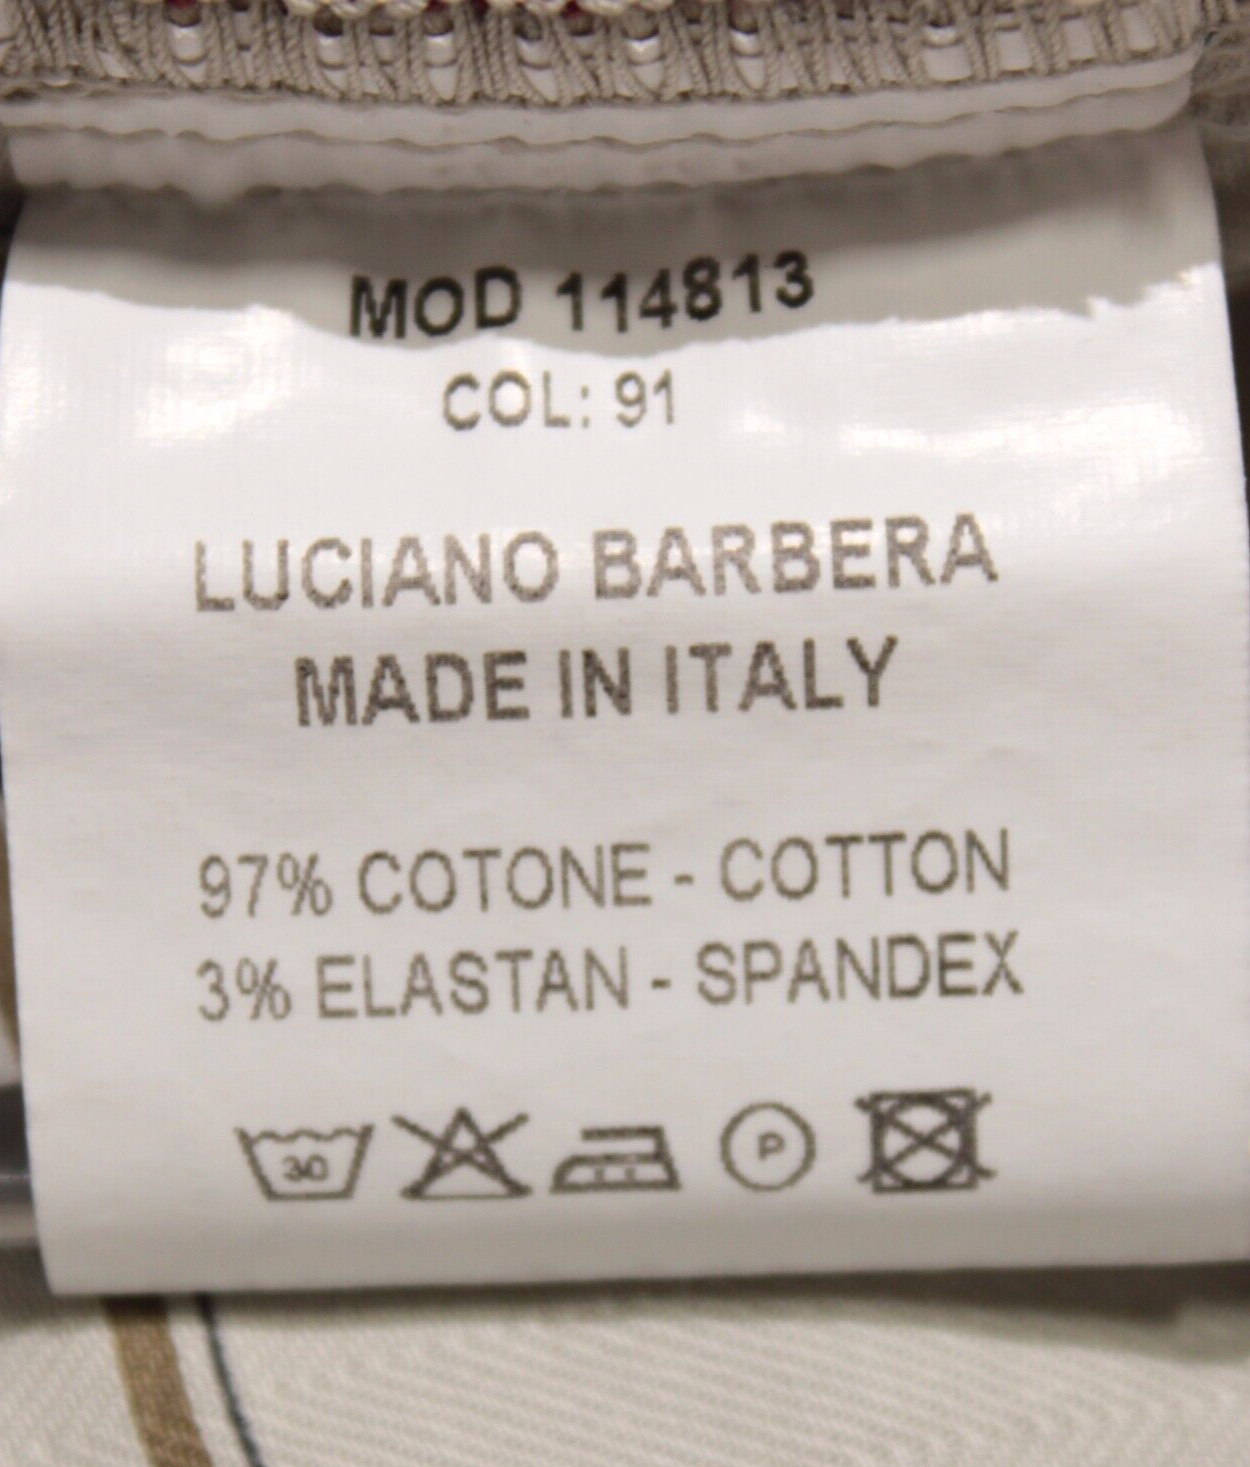 MOD 114813
COL: 91
LUCIANO BARBERA
MADE IN ITALY
97% COTONE - COTTON
3% ELASTAN - SPANDEX
30 P